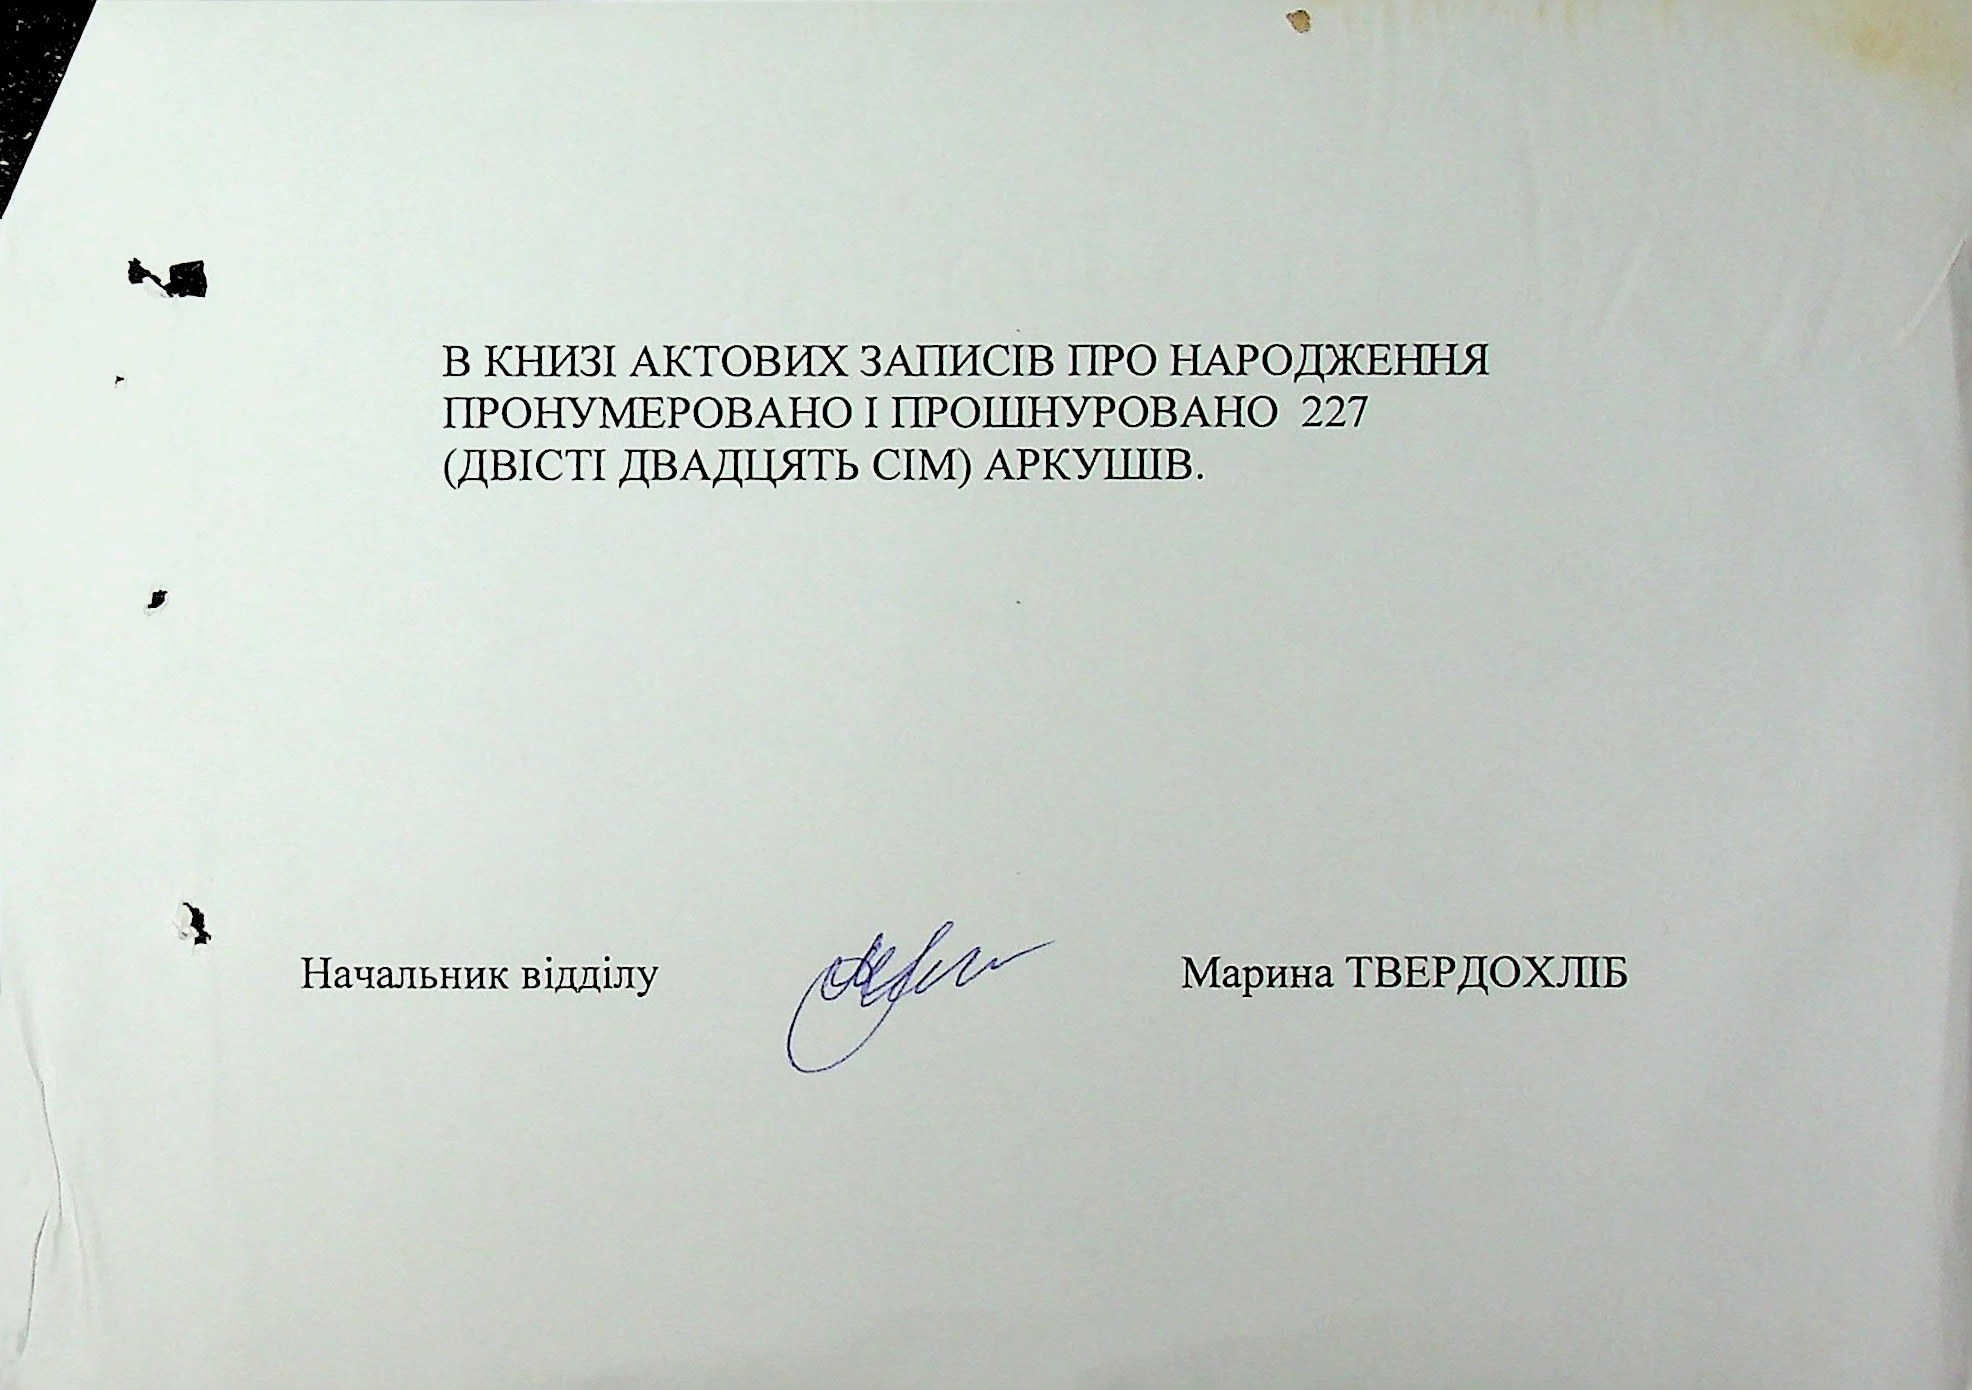 В КНИЗІ АКТОВИХ ЗАПИСІВ ПРО НАРОДЖЕННЯ
ПРОНУМЕРОВАНО І ПРОШНУРОВАНО 227
(ДВІСТІ ДВАДЦЯТЬ СІМ) АРКУШІВ.
Начальник відділу Марина ТВЕРДОХЛІБ